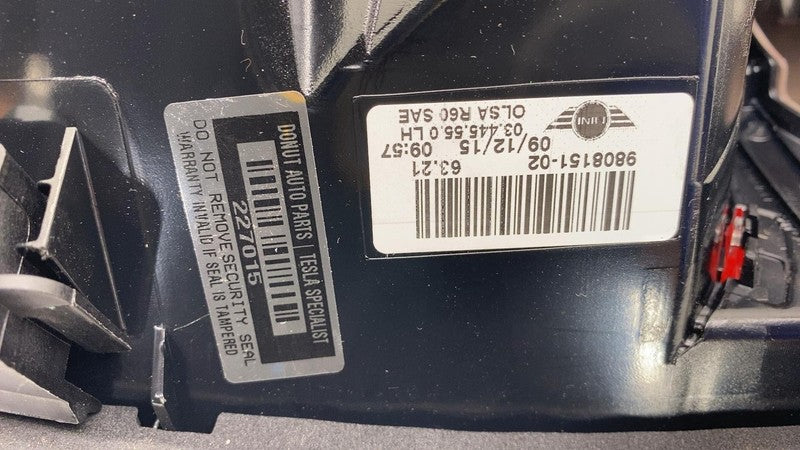 DONUT AUTO PARTS | TESLA SPECIALIST
227015
DO NOT REMOVE SECURITY SEAL
WARRANTY INVALID IF SEAL IS TAMPERED
9808151-02 63.21
09/12/15 09:57
03.445.55.0 LH
OLSA R60 SAE
MINI